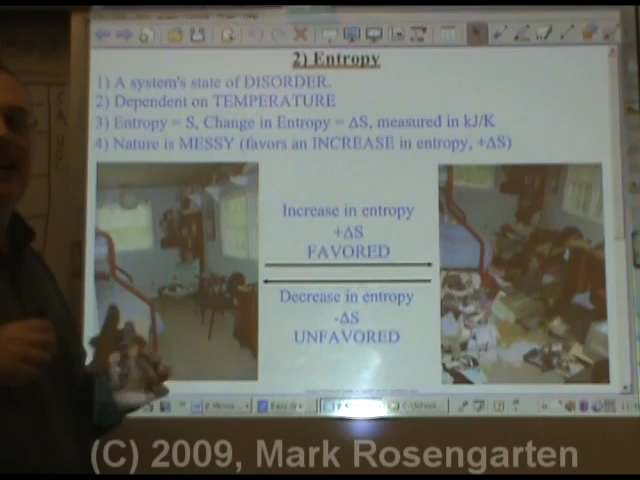 2) Entropy
1) A system's state of DISORDER.
2) Dependent on TEMPERATURE
3) Entropy = S, Change in Entropy = ΔS, measured in kJ/K
4) Nature is MESSY (favors an INCREASE in entropy, +ΔS)
Increase in entropy
+ΔS
FAVORED
Decrease in entropy
-ΔS
UNFAVORED
(C) 2009, Mark Rosengarten